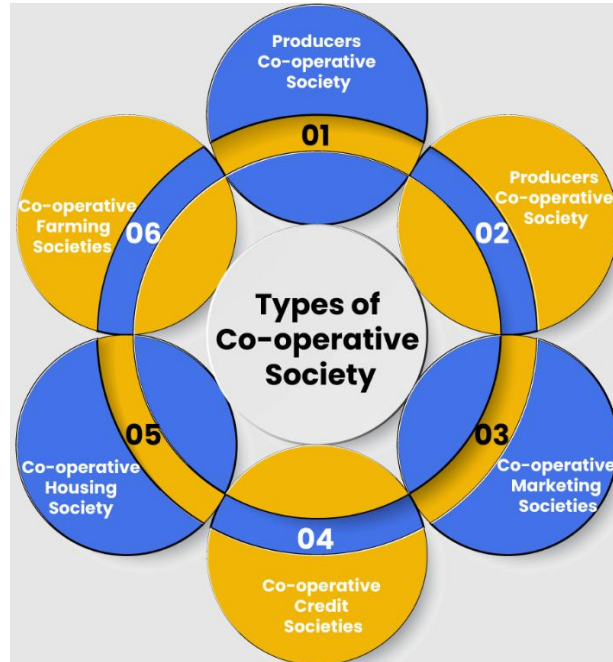 Producers
Co-operative
Society
01
Producers
Co-operative
Society
02
Co-operative
Marketing
Societies
03
Co-operative
Credit
Societies
04
Co-operative
Housing
Society
05
Co-operative
Farming
Societies
06
Types of
Co-operative
Society